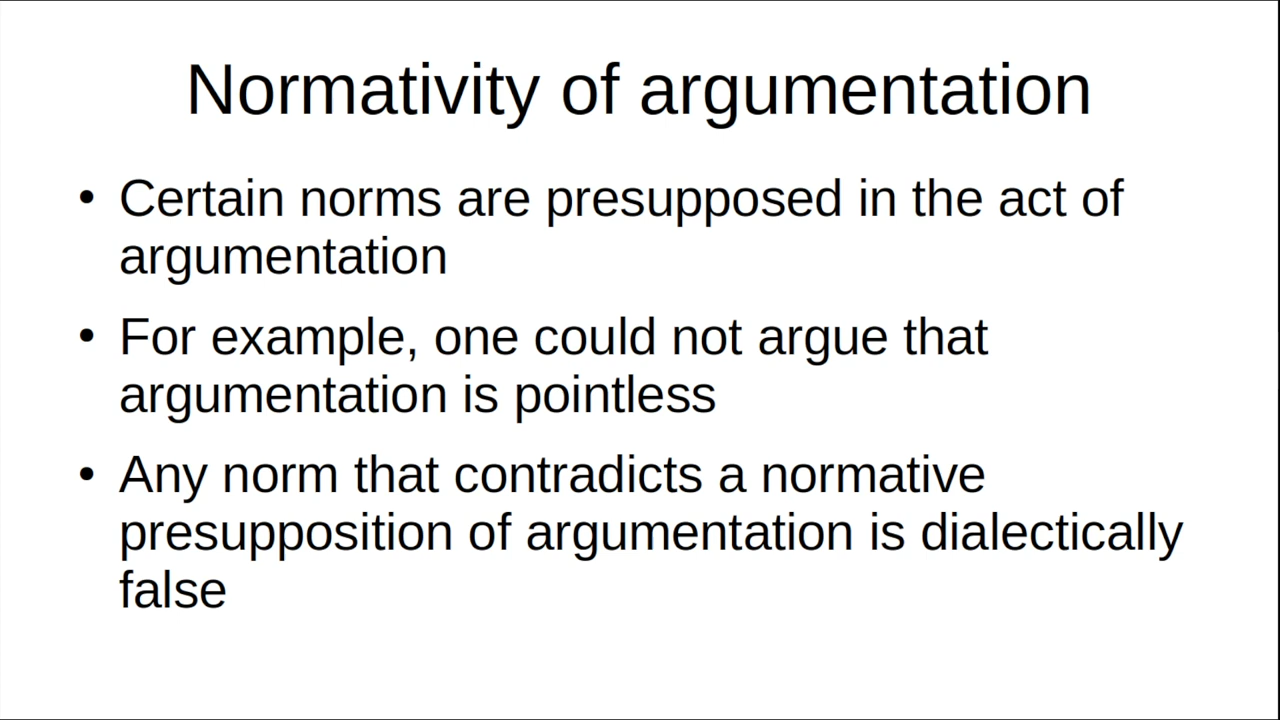 Normativity of argumentation
• Certain norms are presupposed in the act of
argumentation
• For example, one could not argue that
argumentation is pointless
• Any norm that contradicts a normative
presupposition of argumentation is dialectically
false